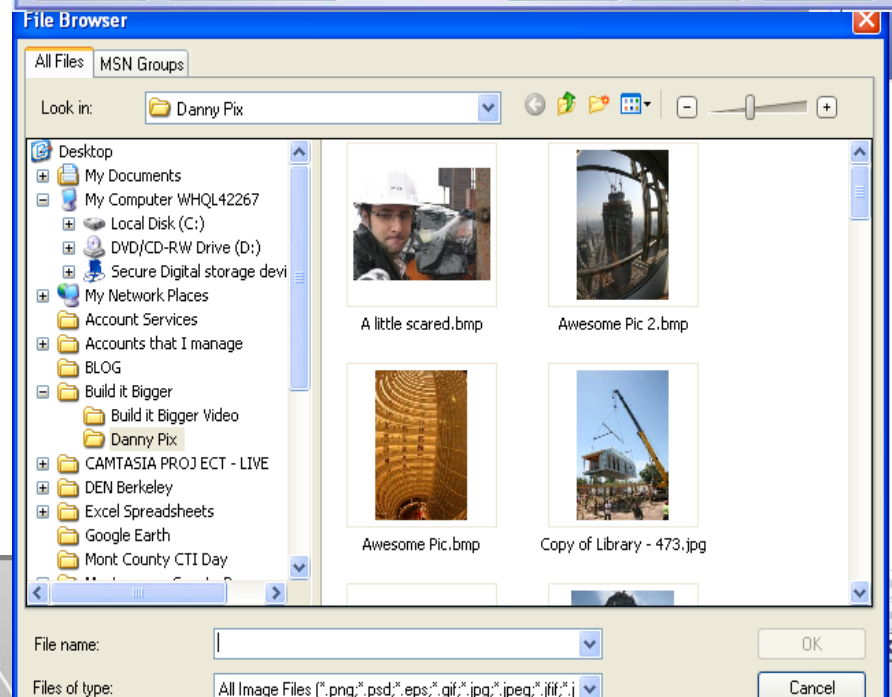 File Browser
All Files MSN Groups
Look in: Danny Pix
Desktop
My Documents
My Computer WHQL42267
Local Disk (C:)
DVD/CD-RW Drive (D:)
Secure Digital storage devi
My Network Places
Account Services
Accounts that I manage
BLOG
Build it Bigger
Build it Bigger Video
Danny Pix
CAMTASIA PROJECT - LIVE
DEN Berkeley
Excel Spreadsheets
Google Earth
Mont County CTI Day
A little scared.bmp
Awesome Pic 2.bmp
Awesome Pic.bmp
Copy of Library - 473.jpg
File name:
OK
Files of type: All Image Files (*.png;*.psd;*.eps;*.gif;*.jpg;*.jpeg;*.jfif;*.j
Cancel